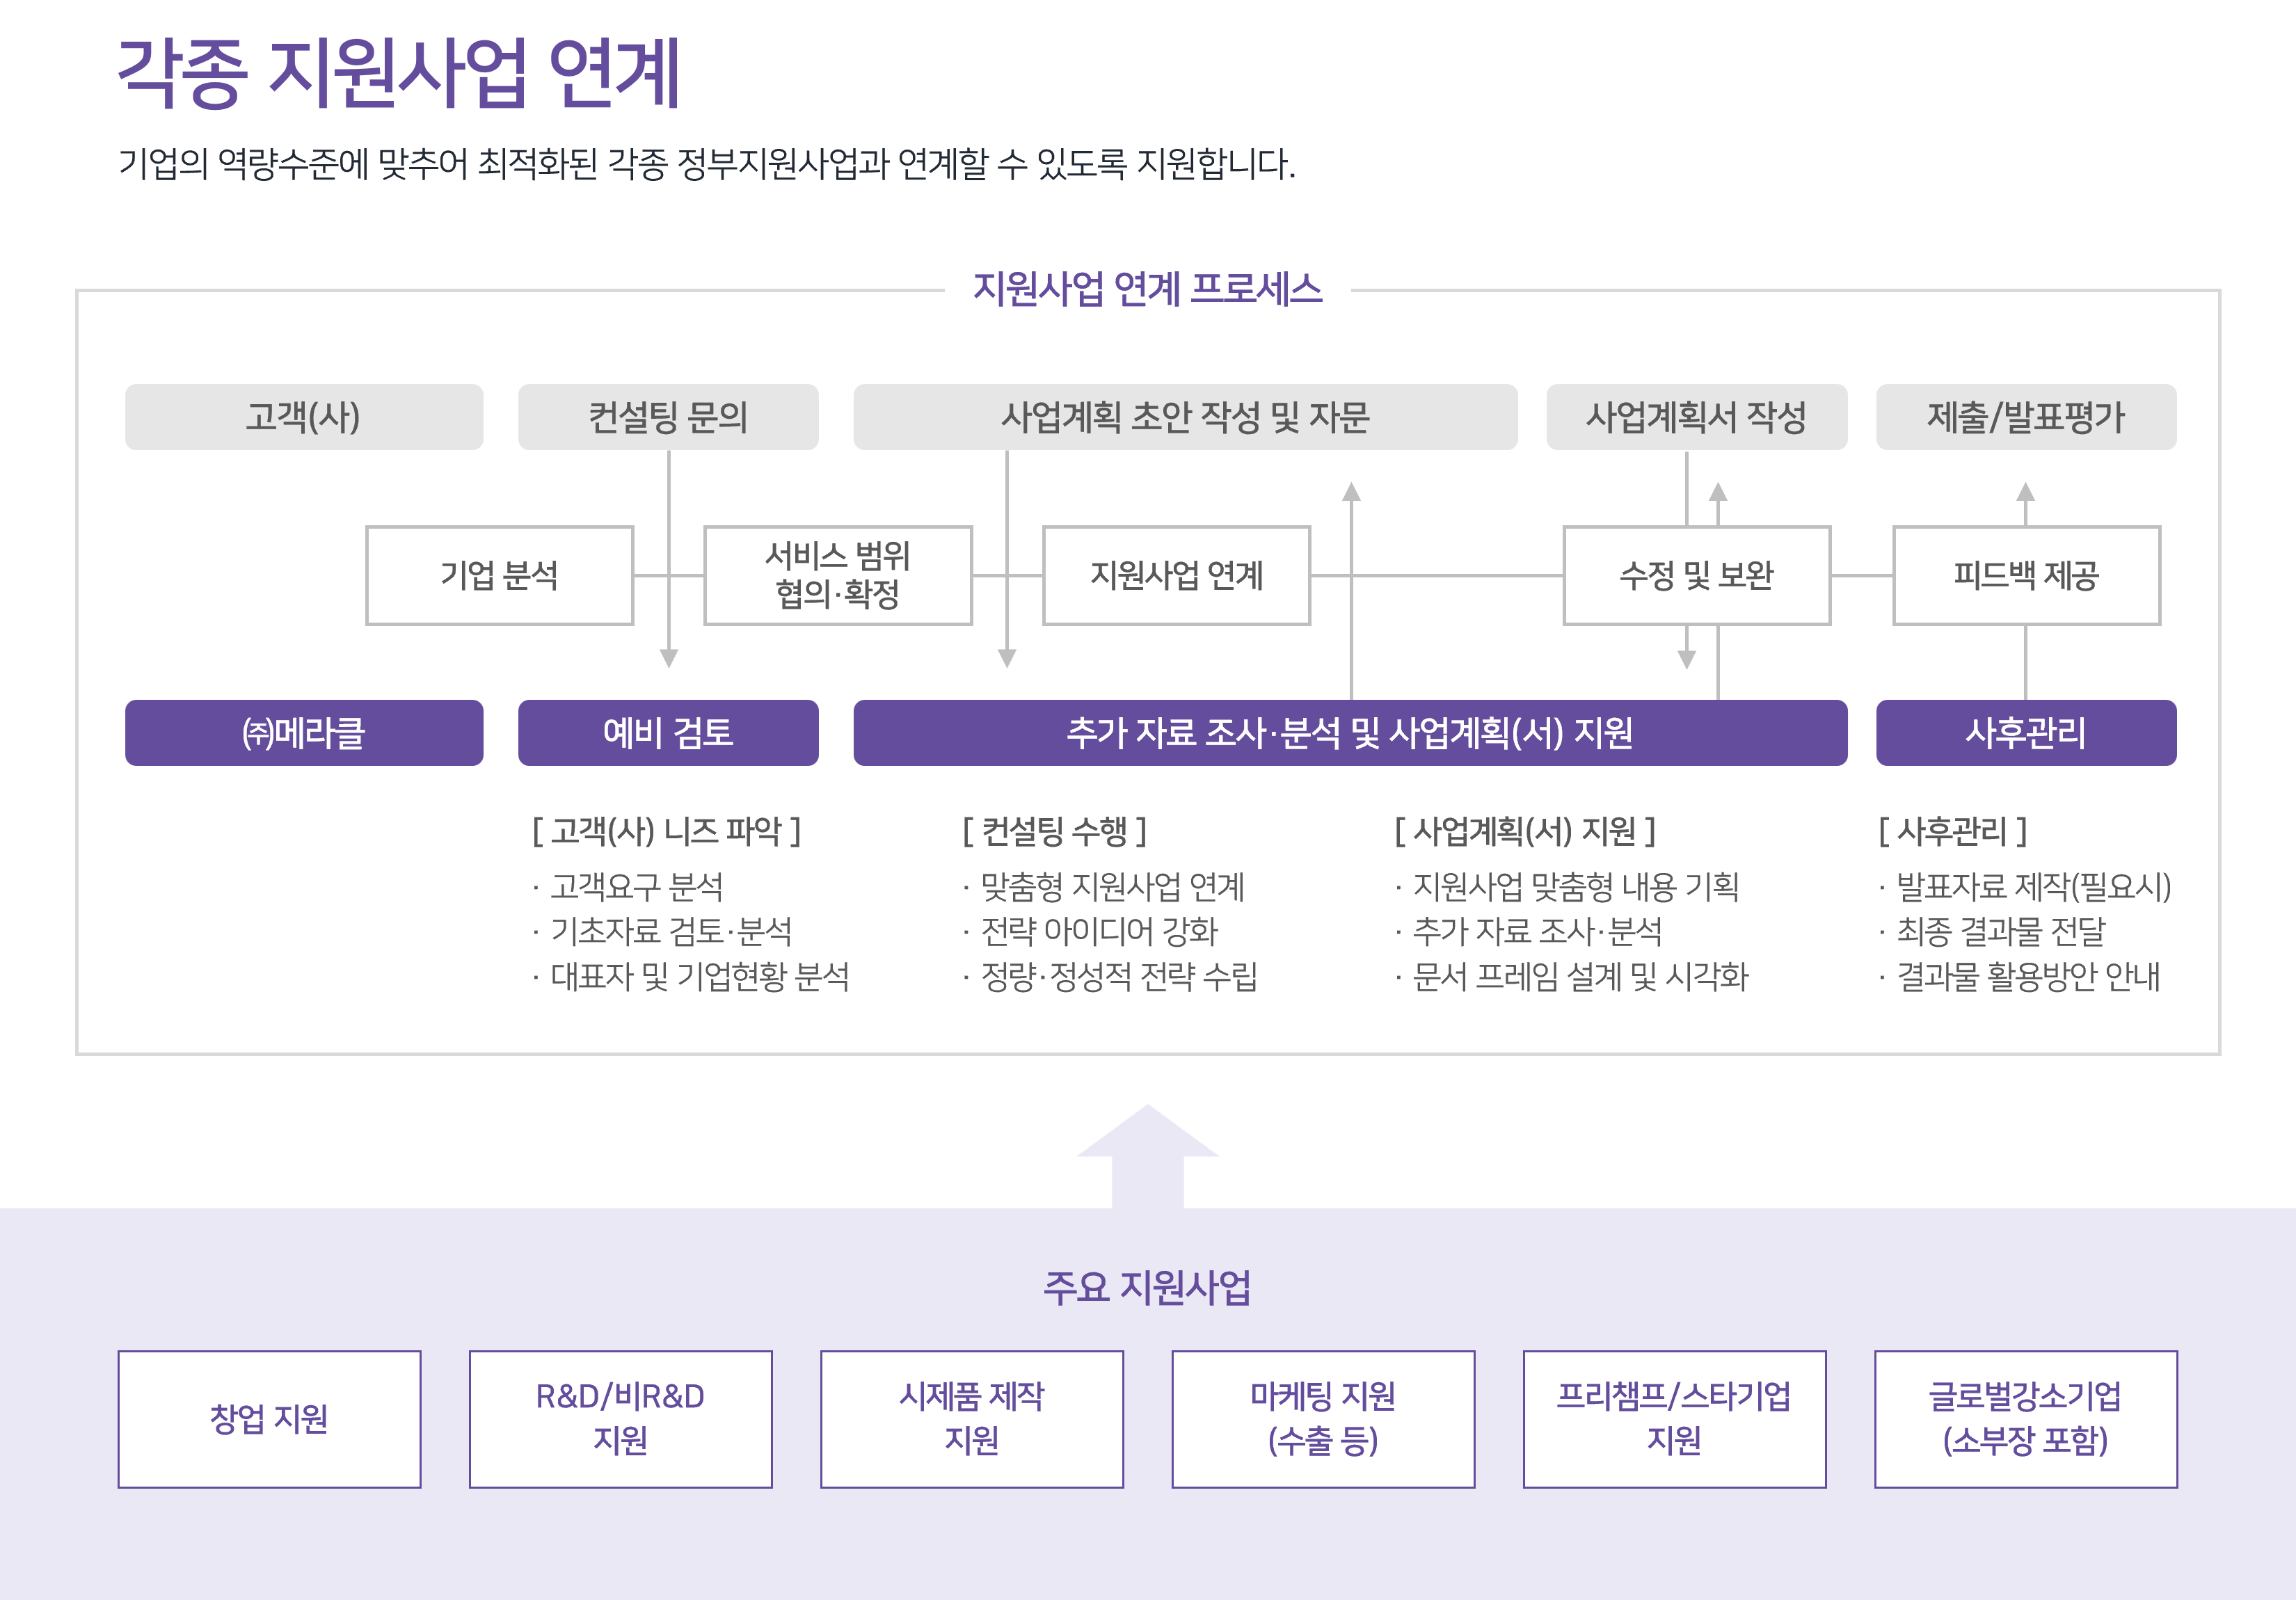 각종 지원사업 연계
기업의 역량수준에 맞추어 최적화된 각종 정부지원사업과 연계할 수 있도록 지원합니다.
지원사업 연계 프로세스
고객(사)
컨설팅 문의
사업계획 초안 작성 및 자문
사업계획서 작성
제출/발표평가
기업 분석
서비스 범위
협의·확정
지원사업 연계
수정 및 보완
피드백 제공
㈜메라클
예비 검토
추가 자료 조사·분석 및 사업계획(서) 지원
사후관리
[ 고객(사) 니즈 파악 ]
· 고객요구 분석
· 기초자료 검토·분석
· 대표자 및 기업현황 분석
[ 컨설팅 수행 ]
· 맞춤형 지원사업 연계
· 전략 아이디어 강화
· 정량·정성적 전략 수립
[ 사업계획(서) 지원 ]
· 지원사업 맞춤형 내용 기획
· 추가 자료 조사·분석
· 문서 프레임 설계 및 시각화
[ 사후관리 ]
· 발표자료 제작(필요시)
· 최종 결과물 전달
· 결과물 활용방안 안내
주요 지원사업
창업 지원
R&D/비R&D
지원
시제품 제작
지원
마케팅 지원
(수출 등)
프리챔프/스타기업
지원
글로벌강소기업
(소부장 포함)